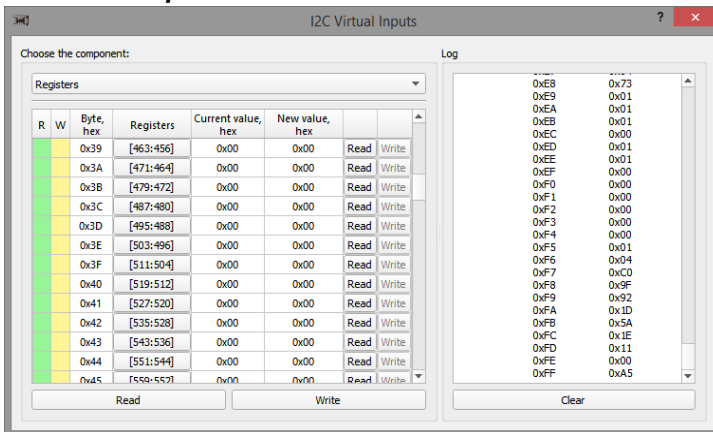 I2C Virtual Inputs
?
×
Choose the component:
Registers
R W Byte, hex Registers Current value, hex New value, hex
0x39 [463:456] 0x00 0x00 Read Write
0x3A [471:464] 0x00 0x00 Read Write
0x3B [479:472] 0x00 0x00 Read Write
0x3C [487:480] 0x00 0x00 Read Write
0x3D [495:488] 0x00 0x00 Read Write
0x3E [503:496] 0x00 0x00 Read Write
0x3F [511:504] 0x00 0x00 Read Write
0x40 [519:512] 0x00 0x00 Read Write
0x41 [527:520] 0x00 0x00 Read Write
0x42 [535:528] 0x00 0x00 Read Write
0x43 [543:536] 0x00 0x00 Read Write
0x44 [551:544] 0x00 0x00 Read Write
0x45 [559:552] 0x00 0x00 Read Write
Read Write
Log
0xE8 0x73
0xE9 0x01
0xEA 0x01
0xEB 0x01
0xEC 0x00
0xED 0x01
0xEE 0x01
0xEF 0x00
0xF0 0x00
0xF1 0x00
0xF2 0x00
0xF3 0x00
0xF4 0x00
0xF5 0x01
0xF6 0x04
0xF7 0xC0
0xF8 0x9F
0xF9 0x92
0xFA 0x1D
0xFB 0x5A
0xFC 0x1E
0xFD 0x11
0xFE 0x00
0xFF 0xA5
Clear